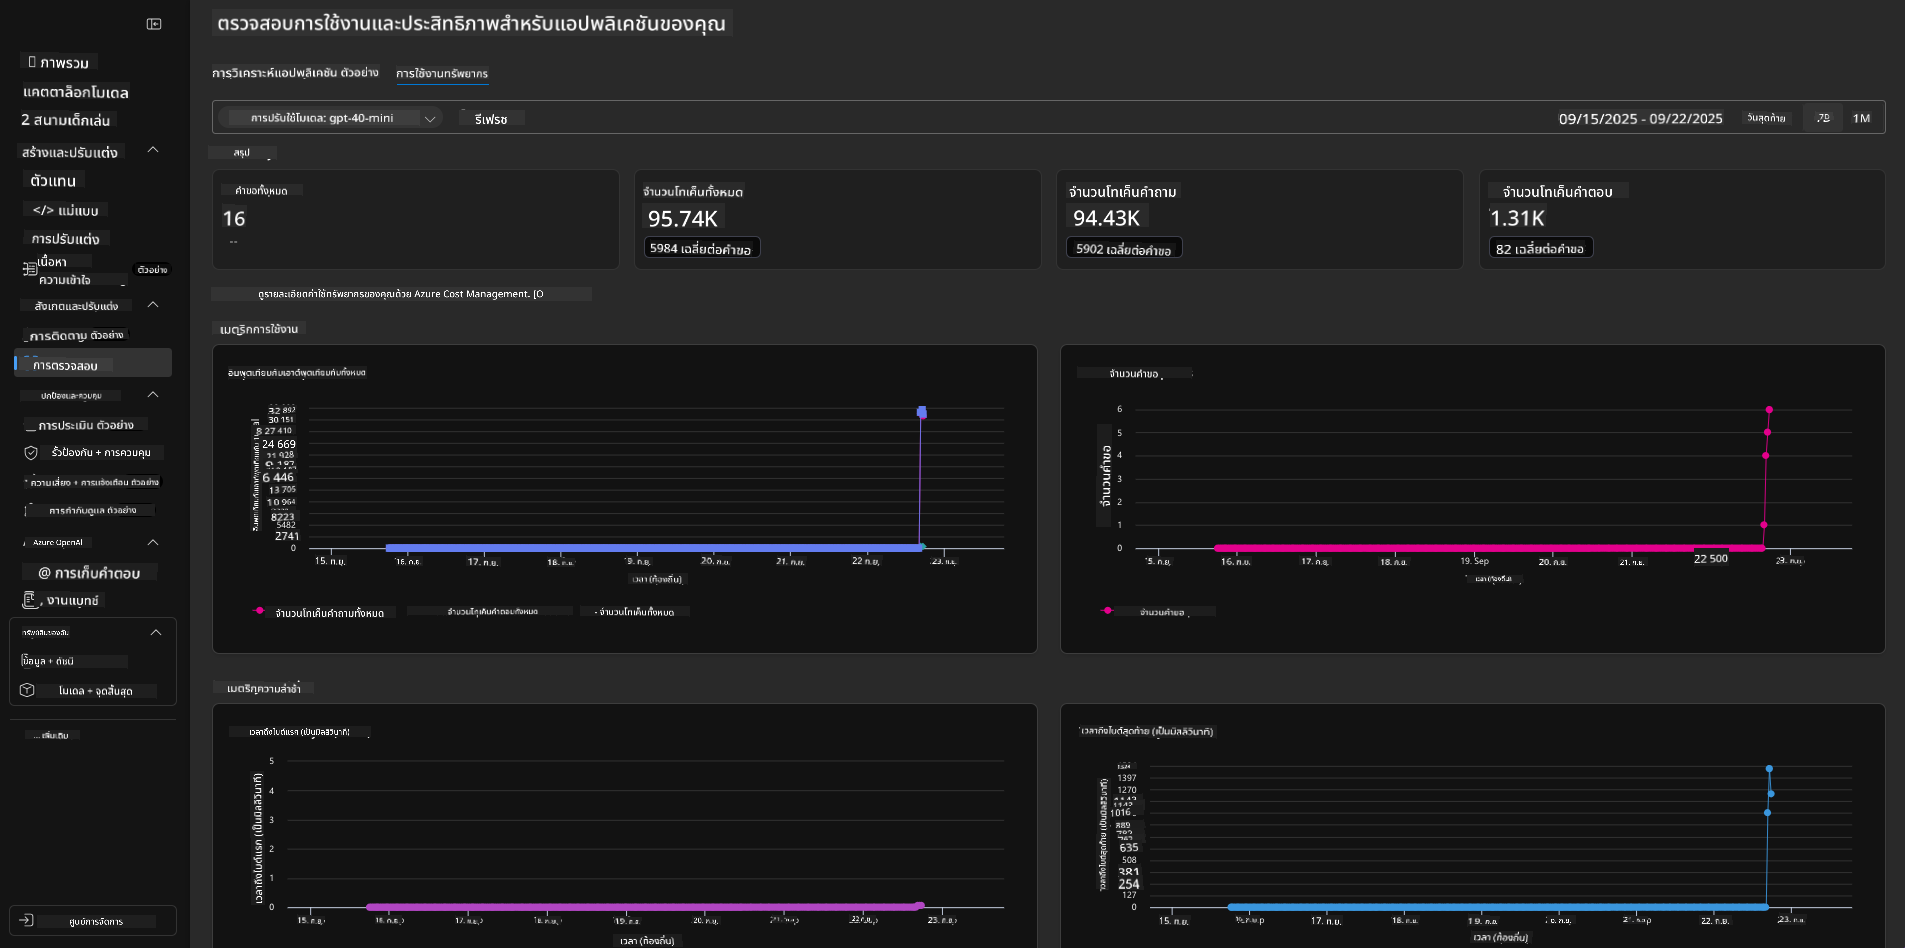 ตรวจสอบการใช้งานและประสิทธิภาพสำหรับแอปพลิเคชันของคุณ
ภาพรวม
แคตตาล็อกโมเดล
2 สนามเด็กเล่น
สร้างและปรับแต่ง
ตัวแทน
</> แม่แบบ
การปรับแต่ง
เนื้อหา
ความเข้าใจ
ตัวอย่าง
สังเกตและปรับแต่ง
การติดตาม ตัวอย่าง
การตรวจสอบ
ปกป้องและควบคุม
การประเมิน ตัวอย่าง
รั้วป้องกัน + การควบคุม
ความเสี่ยง + การแจ้งเตือน ตัวอย่าง
การกำกับดูแล ตัวอย่าง
Azure OpenAI
@ การเก็บคำตอบ
งานแบทช์
ทรัพย์สินของฉัน
ข้อมูล + ดัชนี
โมเดล + จุดสิ้นสุด
... เพิ่มเติม
ศูนย์การจัดการ
การวิเคราะห์แอปพลิเคชัน ตัวอย่าง
การใช้งานทรัพยากร
การปรับใช้โมเดล: gpt-40-mini
รีเฟรช
09/15/2025 - 09/22/2025
วันสุดท้าย
7D
1M
สรุป
คำขอทั้งหมด
16
--
จำนวนโทเค็นทั้งหมด
95.74K
5984 เฉลี่ยต่อคำขอ
จำนวนโทเค็นคำถาม
94.43K
5902 เฉลี่ยต่อคำขอ
จำนวนโทเค็นคำตอบ
1.31K
82 เฉลี่ยต่อคำขอ
ดูรายละเอียดค่าใช้ทรัพยากรของคุณด้วย Azure Cost Management. [O
เมตริกการใช้งาน
อินพุตเทียบกับเอาต์พุตเทียบกับทั้งหมด
32 892
30 151
27 410
24 669
21 928
6 446
13 705
10 964
8223
5482
2741
0
15. ก.ย.
16. ก.ย.
17. ก.ย.
18. ก.ย.
19. ก.ย.
20. ก.ย.
21. ก.ย.
22 ก.ย.
23. ก.ย.
เวลา (ท้องถิ่น)
จำนวนโทเค็นคำถามทั้งหมด
จำนวนโทเค็นคำตอบทั้งหมด
- จำนวนโทเค็นทั้งหมด
จำนวนคำขอ
จำนวนคำขอ
6
5
4
3
2
1
0
15. ก.ย.
16. ก.ย.
17. ก.ย.
18. ก.ย.
19. Sep
20. ก.ย.
21. ก.ย.
22 500
23. ก.ย.
เวลา (ท้องถิ่น)
จำนวนคำขอ
เมตริกความล่าช้า
เวลาถึงไบต์แรก (เป็นมิลลิวินาที)
เวลาถึงไบต์แรก (เป็นมิลลิวินาที)
5
4
3
2
1
0
15. ก.ย.
16. ก.ย.
17. ก.ย.
18. ก.ย.
19. ก.ย.
20. ก.ย.
21. ก.ย.
22. ก.ย.
23. ก.ย.
เวลา (ท้องถิ่น)
เวลาถึงไบต์สุดท้าย (เป็นมิลลิวินาที)
เวลาถึงไบต์สุดท้าย (เป็นมิลลิวินาที)
1397
1270
1143
1016
889
762
635
508
381
254
127
0
15. ก.ย.
17. ก.ย.
18. ก.ย.
19. ก.ย.
22. ก.ย.
23. ก.ย.
เวลา (ท้องถิ่น)